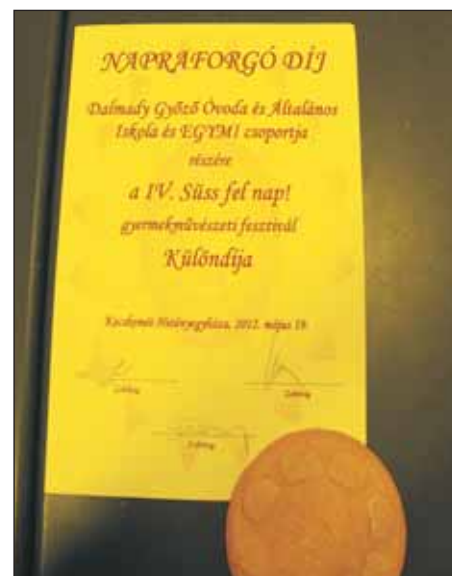 NAPRAFORGÓ DÍJ
Dalmady Győző Óvoda és Általános
Iskola és EGYMI csoportja
részére
a IV. Süss fel nap!
gyermekművészeti fesztivál
Különdíja
Kecskemét 2012. május 19.